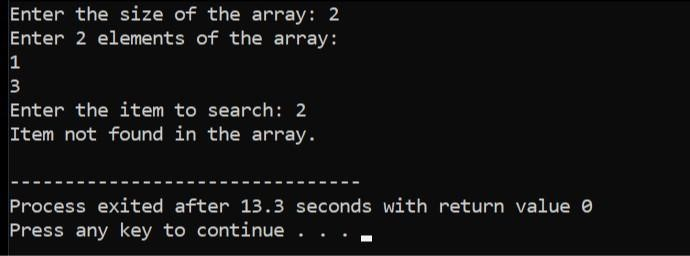 Enter the size of the array: 2
Enter 2 elements of the array:
1
3
Enter the item to search: 2
Item not found in the array.
--------------------------------
Process exited after 13.3 seconds with return value 0
Press any key to continue . . .